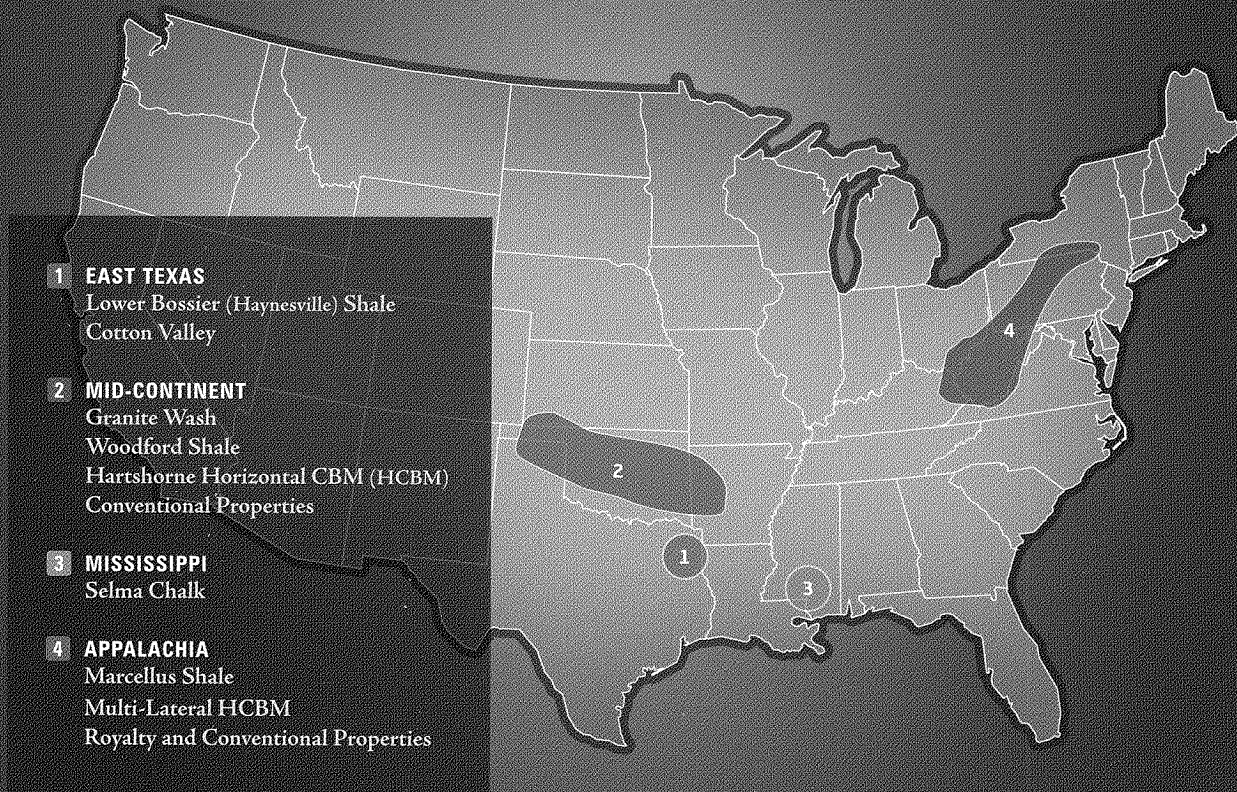 1 EAST TEXAS
Lower Bossier (Haynesville) Shale
Cotton Valley
2 MID-CONTINENT
Granite Wash
Woodford Shale
Hartshorne Horizontal CBM (HCBM)
Conventional Properties
3 MISSISSIPPI
Selma Chalk
4 APPALACHIA
Marcellus Shale
Multi-Lateral HCBM
Royalty and Conventional Properties
4
2
1
3